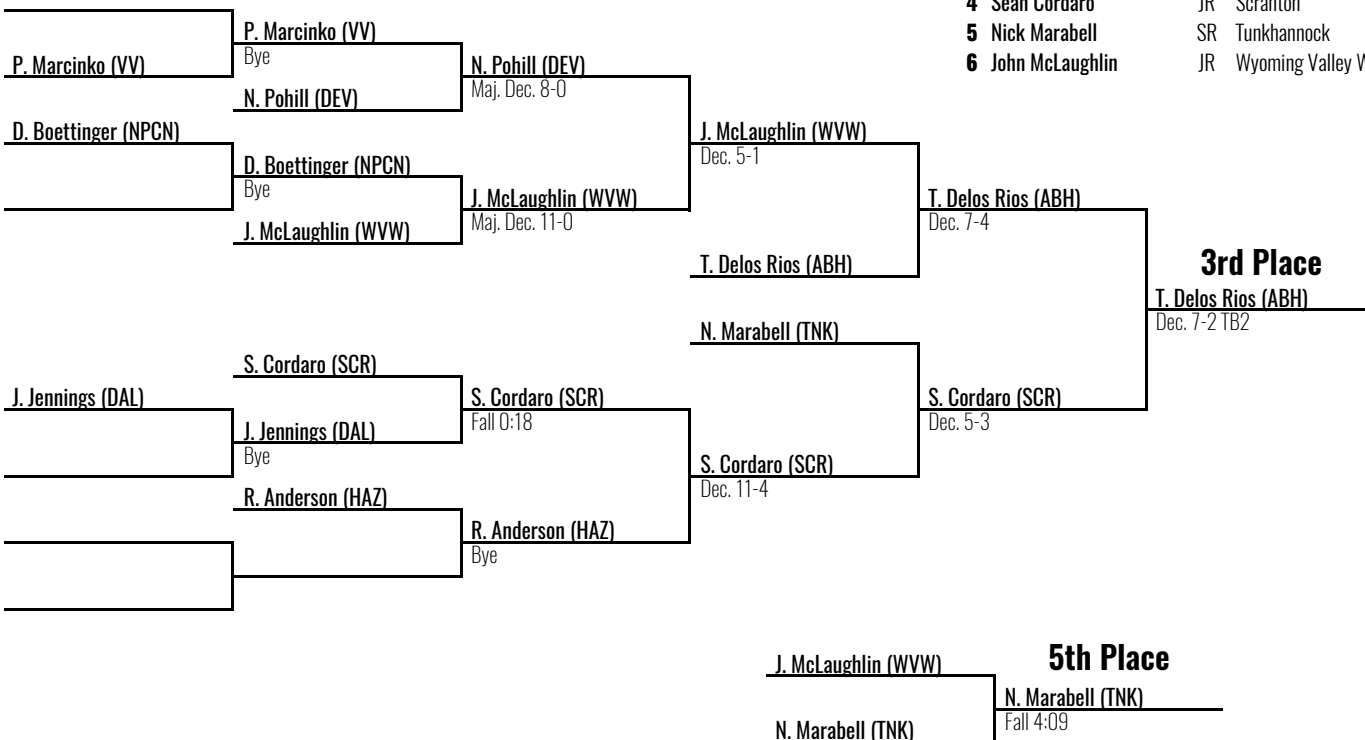 4 Sean Cordaro JR Scranton
5 Nick Marabell SR Tunkhannock
6 John McLaughlin JR Wyoming Valley W
P. Marcinko (VV)
Bye
P. Marcinko (VV)
N. Pohill (DEV)
Maj. Dec. 8-0
N. Pohill (DEV)
D. Boettinger (NPCN)
J. McLaughlin (WVW)
Dec. 5-1
D. Boettinger (NPCN)
Bye
J. McLaughlin (WVW)
Maj. Dec. 11-0
T. Delos Rios (ABH)
Dec. 7-4
J. McLaughlin (WVW)
T. Delos Rios (ABH)
3rd Place
T. Delos Rios (ABH)
Dec. 7-2 TB2
N. Marabell (TNK)
S. Cordaro (SCR)
J. Jennings (DAL)
S. Cordaro (SCR)
Fall 0:18
S. Cordaro (SCR)
Dec. 5-3
J. Jennings (DAL)
Bye
S. Cordaro (SCR)
Dec. 11-4
R. Anderson (HAZ)
R. Anderson (HAZ)
Bye
J. McLaughlin (WVW)
5th Place
N. Marabell (TNK)
Fall 4:09
N. Marabell (TNK)